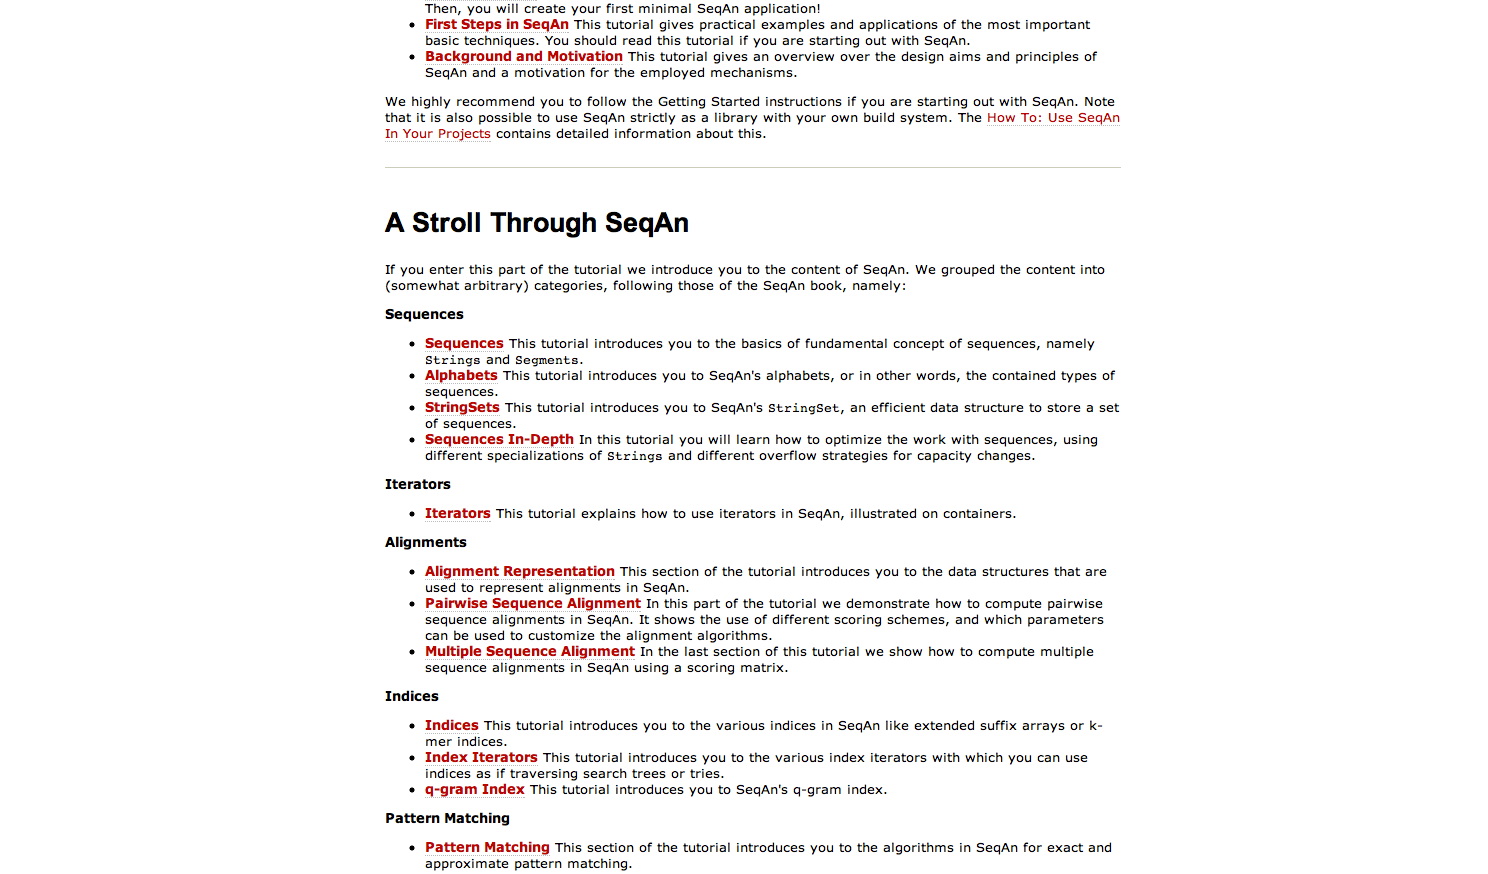 Then, you will create your first minimal SeqAn application!
First Steps in SeqAn This tutorial gives practical examples and applications of the most important
basic techniques. You should read this tutorial if you are starting out with SeqAn.
Background and Motivation This tutorial gives an overview over the design aims and principles of
SeqAn and a motivation for the employed mechanisms.
We highly recommend you to follow the Getting Started instructions if you are starting out with SeqAn. Note
that it is also possible to use SeqAn strictly as a library with your own build system. The How To: Use SeqAn
In Your Projects contains detailed information about this.
A Stroll Through SeqAn
If you enter this part of the tutorial we introduce you to the content of SeqAn. We grouped the content into
(somewhat arbitrary) categories, following those of the SeqAn book, namely:
Sequences
Sequences This tutorial introduces you to the basics of fundamental concept of sequences, namely
Strings and Segments.
Alphabets This tutorial introduces you to SeqAn's alphabets, or in other words, the contained types of
sequences.
StringSets This tutorial introduces you to SeqAn's StringSet, an efficient data structure to store a set
of sequences.
Sequences In-Depth In this tutorial you will learn how to optimize the work with sequences, using
different specializations of Strings and different overflow strategies for capacity changes.
Iterators
Iterators This tutorial explains how to use iterators in SeqAn, illustrated on containers.
Alignments
Alignment Representation This section of the tutorial introduces you to the data structures that are
used to represent alignments in SeqAn.
Pairwise Sequence Alignment In this part of the tutorial we demonstrate how to compute pairwise
sequence alignments in SeqAn. It shows the use of different scoring schemes, and which parameters
can be used to customize the alignment algorithms.
Multiple Sequence Alignment In the last section of this tutorial we show how to compute multiple
sequence alignments in SeqAn using a scoring matrix.
Indices
Indices This tutorial introduces you to the various indices in SeqAn like extended suffix arrays or k-
mer indices.
Index Iterators This tutorial introduces you to the various index iterators with which you can use
indices as if traversing search trees or tries.
q-gram Index This tutorial introduces you to SeqAn's q-gram index.
Pattern Matching
Pattern Matching This section of the tutorial introduces you to the algorithms in SeqAn for exact and
approximate pattern matching.